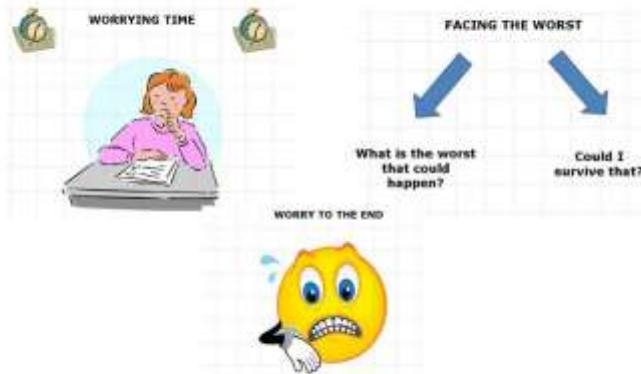 WORRYING TIME
FACING THE WORST
What is the worst
that could
happen?
Could I
survive that?
WORRY TO THE END